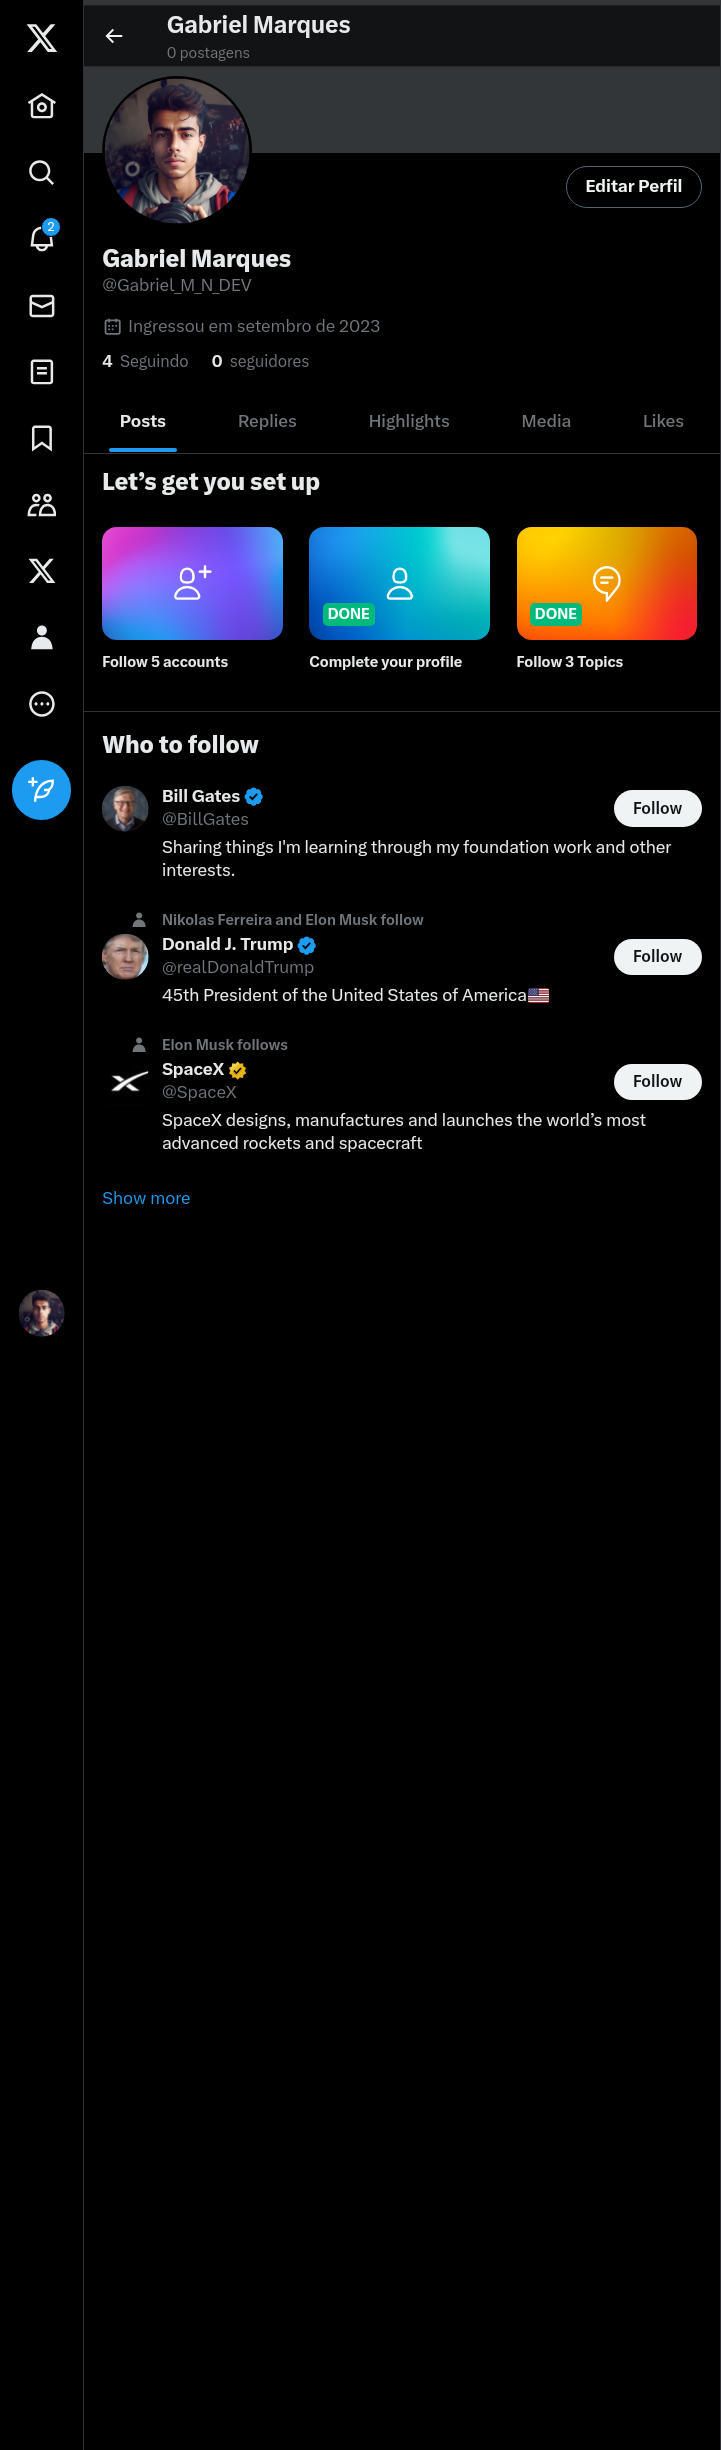 Gabriel Marques
0 postagens
2
Editar Perfil
Gabriel Marques
@Gabriel_M_N_DEV
Ingressou em setembro de 2023
4 Seguindo 0 seguidores
Posts Replies Highlights Media Likes
Let’s get you set up
DONE DONE
Follow 5 accounts Complete your profile Follow 3 Topics
Who to follow
Bill Gates
@BillGates
Follow
Sharing things I'm learning through my foundation work and other
interests.
Nikolas Ferreira and Elon Musk follow
Donald J. Trump
@realDonaldTrump
Follow
45th President of the United States of America🇺🇸
Elon Musk follows
SpaceX
@SpaceX
Follow
SpaceX designs, manufactures and launches the world’s most
advanced rockets and spacecraft
Show more